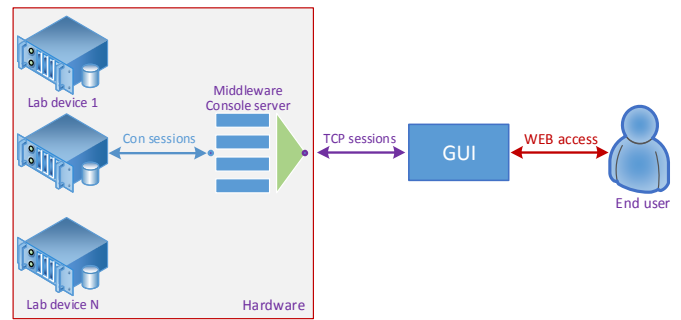 Lab device 1
Middleware
Console server
Con sessions
TCP sessions
GUI
WEB access
End user
Lab device N
Hardware